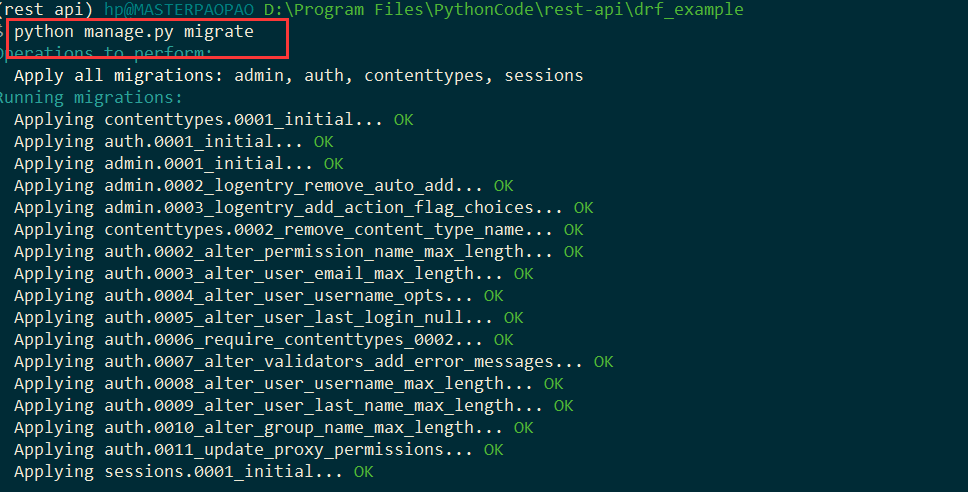 (rest api) hp@MASTERPAOPAO D:\Program Files\PythonCode\rest-api\drf_example
$ python manage.py migrate
Operations to perform:
  Apply all migrations: admin, auth, contenttypes, sessions
Running migrations:
  Applying contenttypes.0001_initial... OK
  Applying auth.0001_initial... OK
  Applying admin.0001_initial... OK
  Applying admin.0002_logentry_remove_auto_add... OK
  Applying admin.0003_logentry_add_action_flag_choices... OK
  Applying contenttypes.0002_remove_content_type_name... OK
  Applying auth.0002_alter_permission_name_max_length... OK
  Applying auth.0003_alter_user_email_max_length... OK
  Applying auth.0004_alter_user_username_opts... OK
  Applying auth.0005_alter_user_last_login_null... OK
  Applying auth.0006_require_contenttypes_0002... OK
  Applying auth.0007_alter_validators_add_error_messages... OK
  Applying auth.0008_alter_user_username_max_length... OK
  Applying auth.0009_alter_user_last_name_max_length... OK
  Applying auth.0010_alter_group_name_max_length... OK
  Applying auth.0011_update_proxy_permissions... OK
  Applying sessions.0001_initial... OK